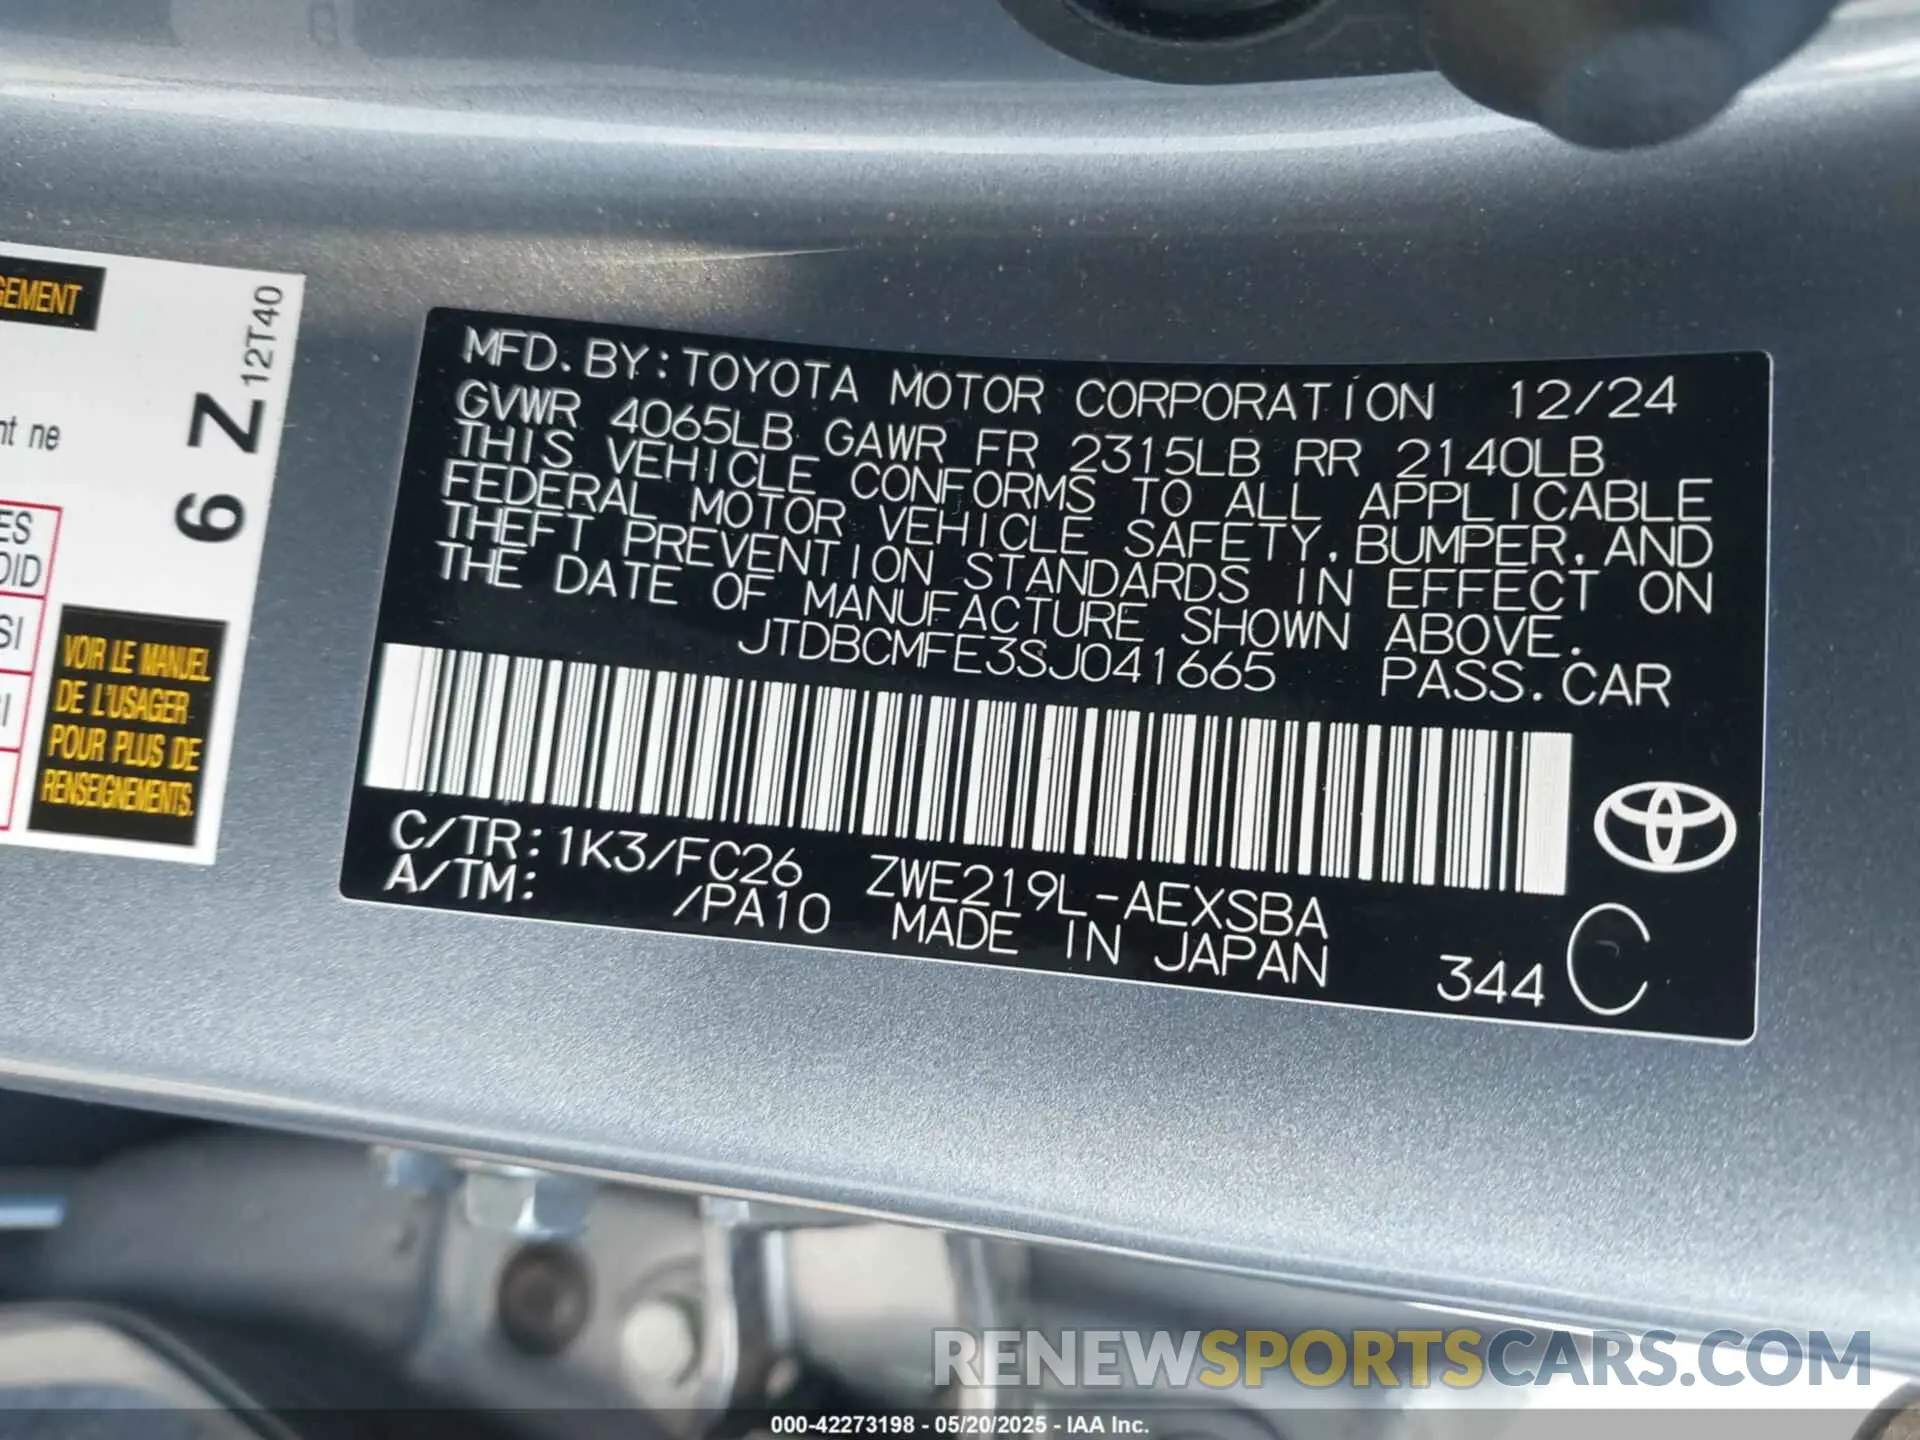 GEMENT
nt ne
ES
OID
SI
VOIR LE MANUEL
DE L'USAGER
POUR PLUS DE
RENSEIGNEMENTS.
6 Z 12T40
MFD. BY: TOYOTA MOTOR CORPORATION 12/24
GVWR 4065LB GAWR FR 2315LB RR 2140LB
THIS VEHICLE CONFORMS TO ALL APPLICABLE
FEDERAL MOTOR VEHICLE SAFETY, BUMPER, AND
THEFT PREVENTION STANDARDS IN EFFECT ON
THE DATE OF MANUFACTURE SHOWN ABOVE.
JTDBCMFE3SJ041665 PASS. CAR
C/TR: 1K3/FC26 ZWE219L-AEXSBA
A/TM: /PA10 MADE IN JAPAN 344 C
RENEWSPORTSCARS.COM
000-42273198 - 05/20/2025 - IAA Inc.